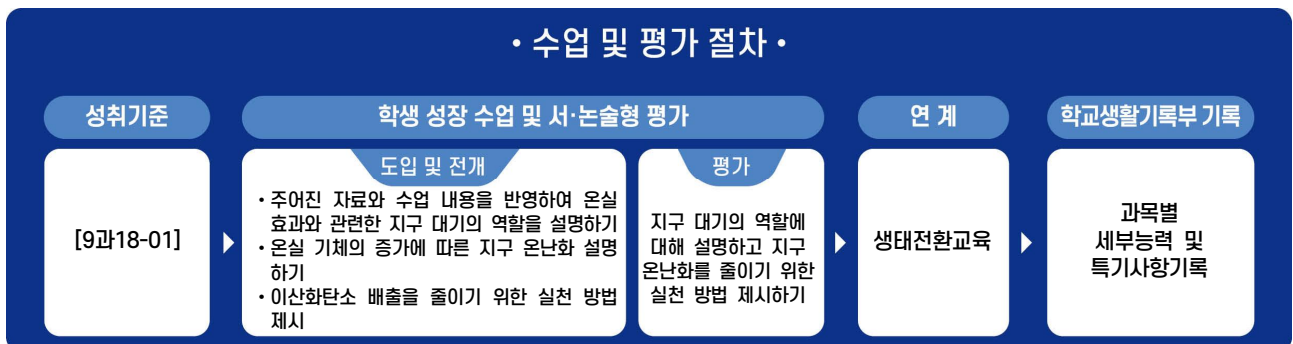 • 수업 및 평가 절차 •
성취기준
학생 성장 수업 및 서·논술형 평가
연 계
학교생활기록부 기록
[9과18-01]
도입 및 전개
• 주어진 자료와 수업 내용을 반영하여 온실
효과와 관련한 지구 대기의 역할을 설명하기
• 온실 기체의 증가에 따른 지구 온난화 설명
하기
• 이산화탄소 배출을 줄이기 위한 실천 방법
제시
평가
지구 대기의 역할에
대해 설명하고 지구
온난화를 줄이기 위한
실천 방법 제시하기
생태전환교육
과목별
세부능력 및
특기사항기록